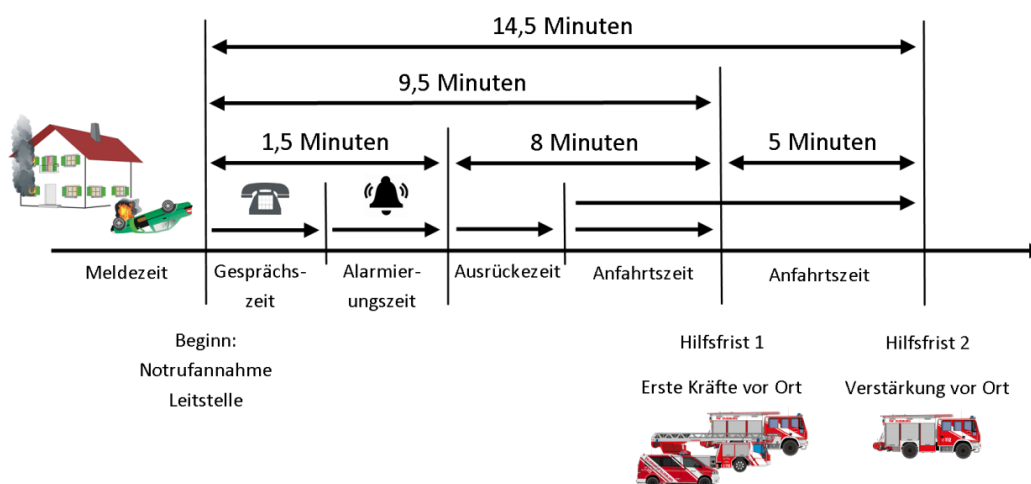 14,5 Minuten
9,5 Minuten
1,5 Minuten
8 Minuten
5 Minuten
Meldezeit
Gesprächs-
zeit
Alarmier-
ungszeit
Ausrückezeit
Anfahrtszeit
Anfahrtszeit
Beginn:
Notrufannahme
Leitstelle
Hilfsfrist 1
Erste Kräfte vor Ort
Hilfsfrist 2
Verstärkung vor Ort